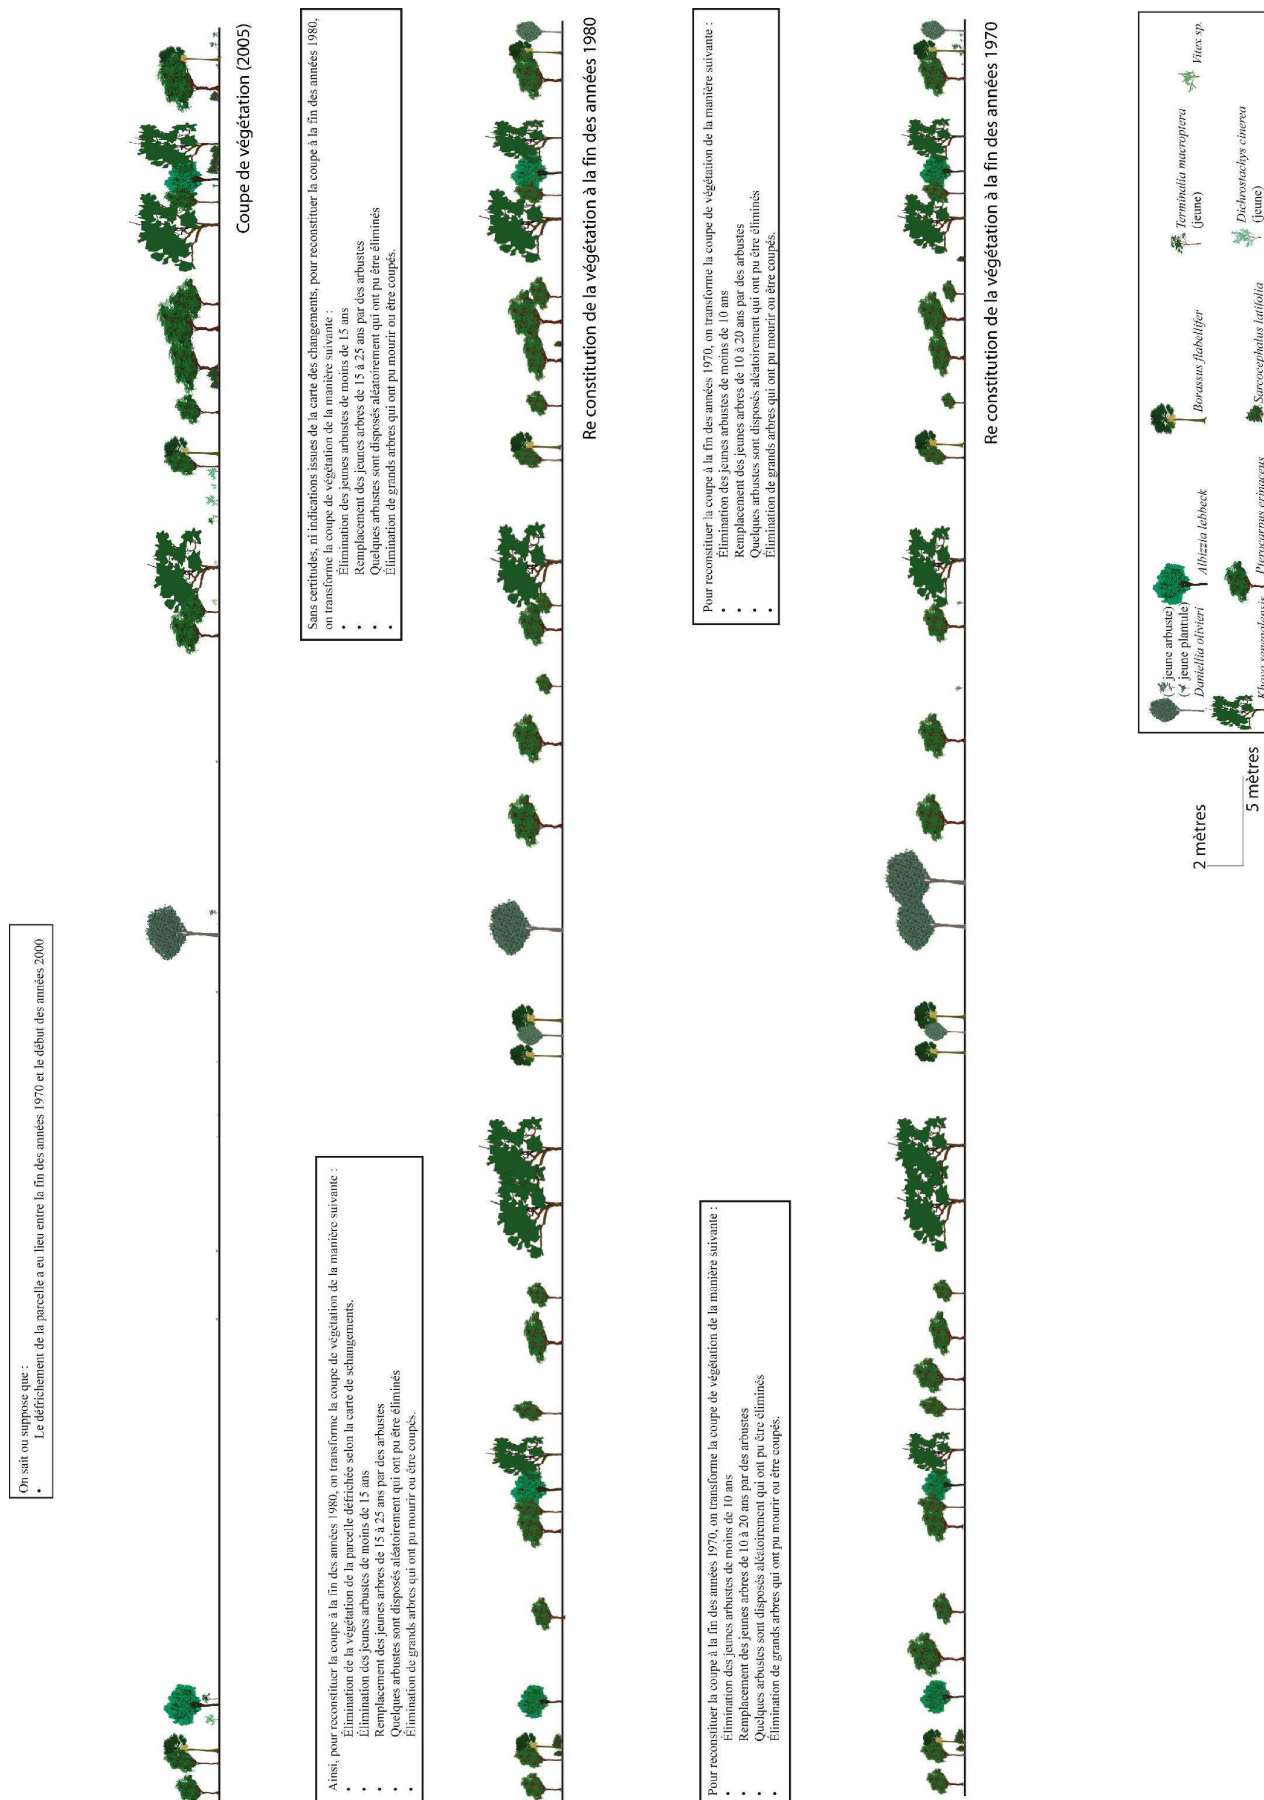 On sait ou suppose que :
• Le défrichement de la parcelle a eu lieu entre la fin des années 1970 et le début des années 2000
Coupe de végétation (2005)
Ainsi, pour reconstituer la coupe à la fin des années 1980, on transforme la coupe de végétation de la manière suivante :
• Élimination de la végétation de la parcelle défrichée selon la carte de schangements.
• Élimination des jeunes arbustes de moins de 15 ans
• Remplacement des jeunes arbres de 15 à 25 ans par des arbustes
• Quelques arbustes sont disposés aléatoirement qui ont pu être éliminés
• Élimination de grands arbres qui ont pu mourir ou être coupés.
Sans certitudes, ni indications issues de la carte des changements, pour reconstituer la coupe à la fin des années 1980,
on transforme la coupe de végétation de la manière suivante :
• Élimination des jeunes arbustes de moins de 15 ans
• Remplacement des jeunes arbres de 15 à 25 ans par des arbustes
• Quelques arbustes sont disposés aléatoirement qui ont pu être éliminés
• Élimination de grands arbres qui ont pu mourir ou être coupés.
Re constitution de la végétation à la fin des années 1980
Pour reconstituer la coupe à la fin des années 1970, on transforme la coupe de végétation de la manière suivante :
• Élimination des jeunes arbustes de moins de 10 ans
• Remplacement des jeunes arbres de 10 à 20 ans par des arbustes
• Quelques arbustes sont disposés aléatoirement qui ont pu être éliminés
• Élimination de grands arbres qui ont pu mourir ou être coupés.
Pour reconstituer la coupe à la fin des années 1970, on transforme la coupe de végétation de la manière suivante :
• Élimination des jeunes arbustes de moins de 10 ans
• Remplacement des jeunes arbres de 10 à 20 ans par des arbustes
• Quelques arbustes sont disposés aléatoirement qui ont pu être éliminés
• Élimination de grands arbres qui ont pu mourir ou être coupés.
Re constitution de la végétation à la fin des années 1970
2 mètres
5 mètres
( jeune arbuste)
( jeune plantule)
Daniellia olivieri
Albizzia lebbeck
Borassus flabellifer
Terminalia macroptera
(jeune)
Vitex sp.
Khaya senegalensis
Pterocarpus erinaceus
Sarcocephalus latifolia
Dichrostachys cinerea
(jeune)